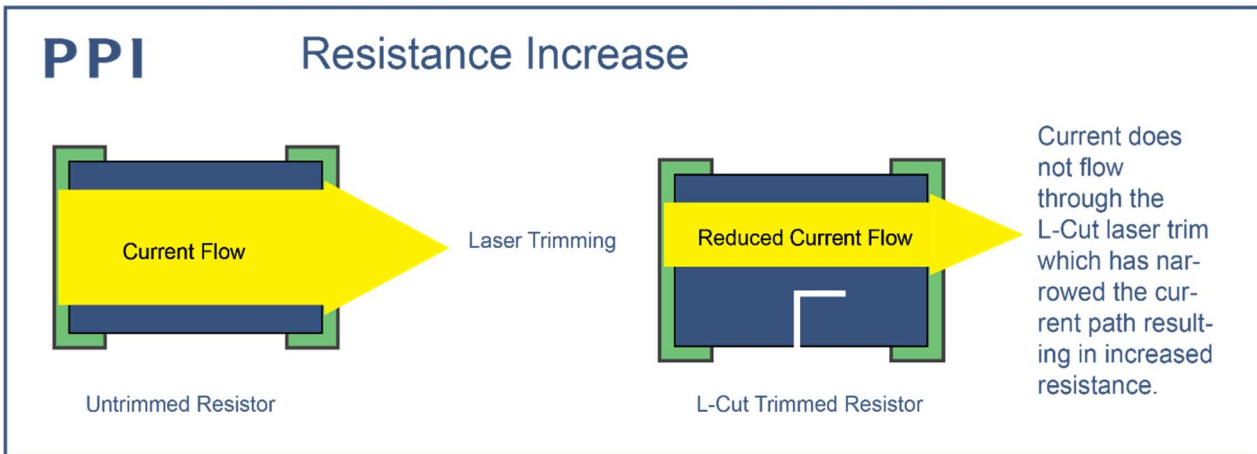 PPI
Resistance Increase
Current Flow
Untrimmed Resistor
Laser Trimming
Reduced Current Flow
L-Cut Trimmed Resistor
Current does
not flow
through the
L-Cut laser trim
which has nar-
rowed the cur-
rent path result-
ing in increased
resistance.